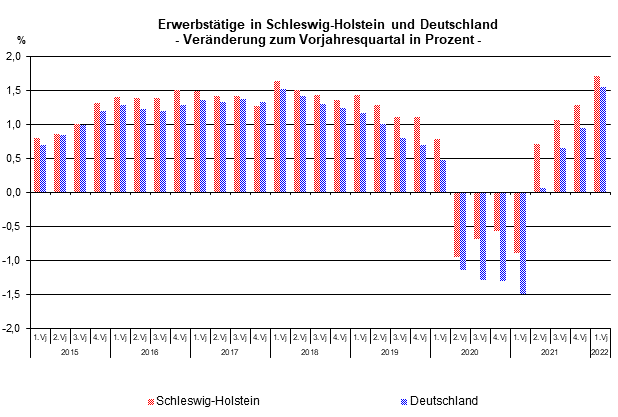 Erwerbstätige in Schleswig-Holstein und Deutschland
- Veränderung zum Vorjahresquartal in Prozent -
%
2,0
1,5
1,0
0,5
0,0
-0,5
-1,0
-1,5
-2,0
1. Vj 2. Vj 3. Vj 4. Vj 1. Vj 2. Vj 3. Vj 4. Vj 1. Vj 2. Vj 3. Vj 4. Vj 1. Vj 2. Vj 3. Vj 4. Vj 1. Vj 2. Vj 3. Vj 4. Vj 1. Vj 2. Vj 3. Vj 4. Vj 1. Vj 2. Vj 3. Vj 4. Vj 1. Vj
2015 2016 2017 2018 2019 2020 2021 2022
Schleswig-Holstein Deutschland